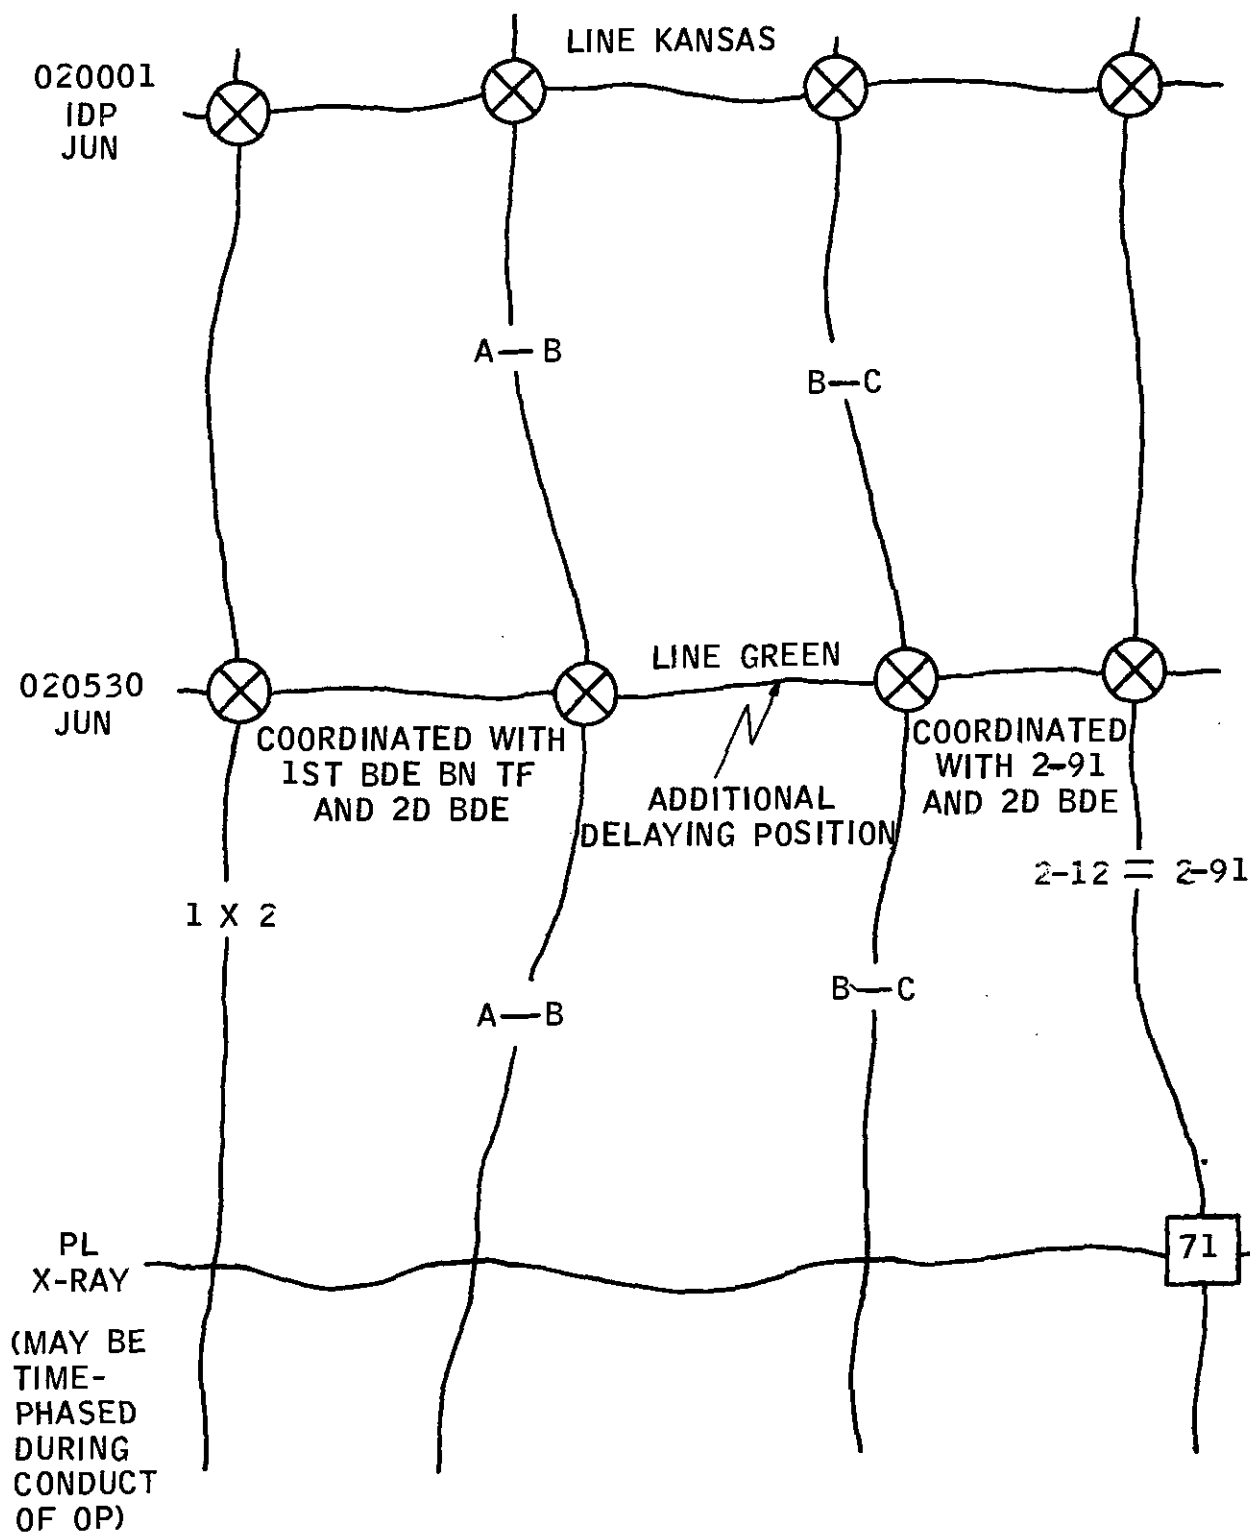 LINE KANSAS
020001
IDP
JUN
A—B
B—C
LINE GREEN
020530
JUN
COORDINATED WITH
1ST BDE BN TF
AND 2D BDE
COORDINATED
WITH 2-91
AND 2D BDE
ADDITIONAL
DELAYING POSITION
2-12 = 2-91
1 X 2
B—C
A—B
PL
X-RAY
71
(MAY BE
TIME-
PHASED
DURING
CONDUCT
OF OP)